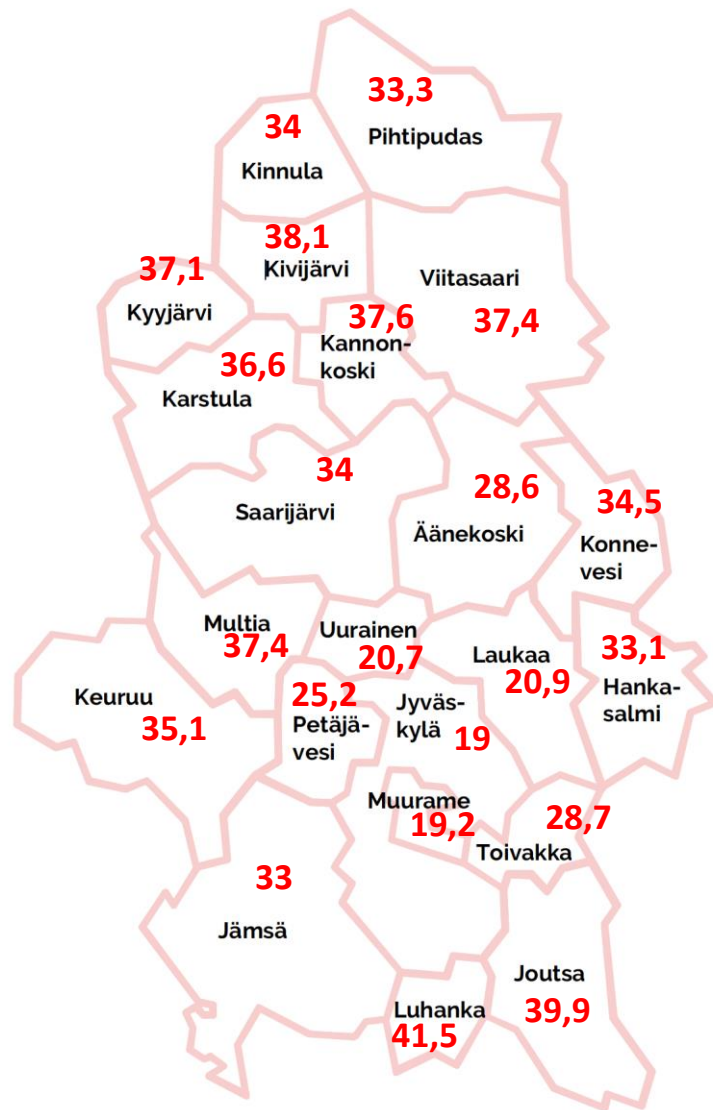 33,3
Pihtipudas
34
Kinnula
38,1
Kivijärvi
37,1
Kyyjärvi
Viitasaari
37,4
37,6
Kannon-
koski
36,6
Karstula
34
Saarijärvi
28,6
Äänekoski
34,5
Konne-
vesi
Multia
37,4
Uurainen
20,7
Laukaa
20,9
33,1
Hanka-
salmi
Keuruu
35,1
25,2
Petäjä-
vesi
Jyväs-
kylä
19
Muurame
19,2
28,7
Toivakka
33
Jämsä
Joutsa
39,9
Luhanka
41,5